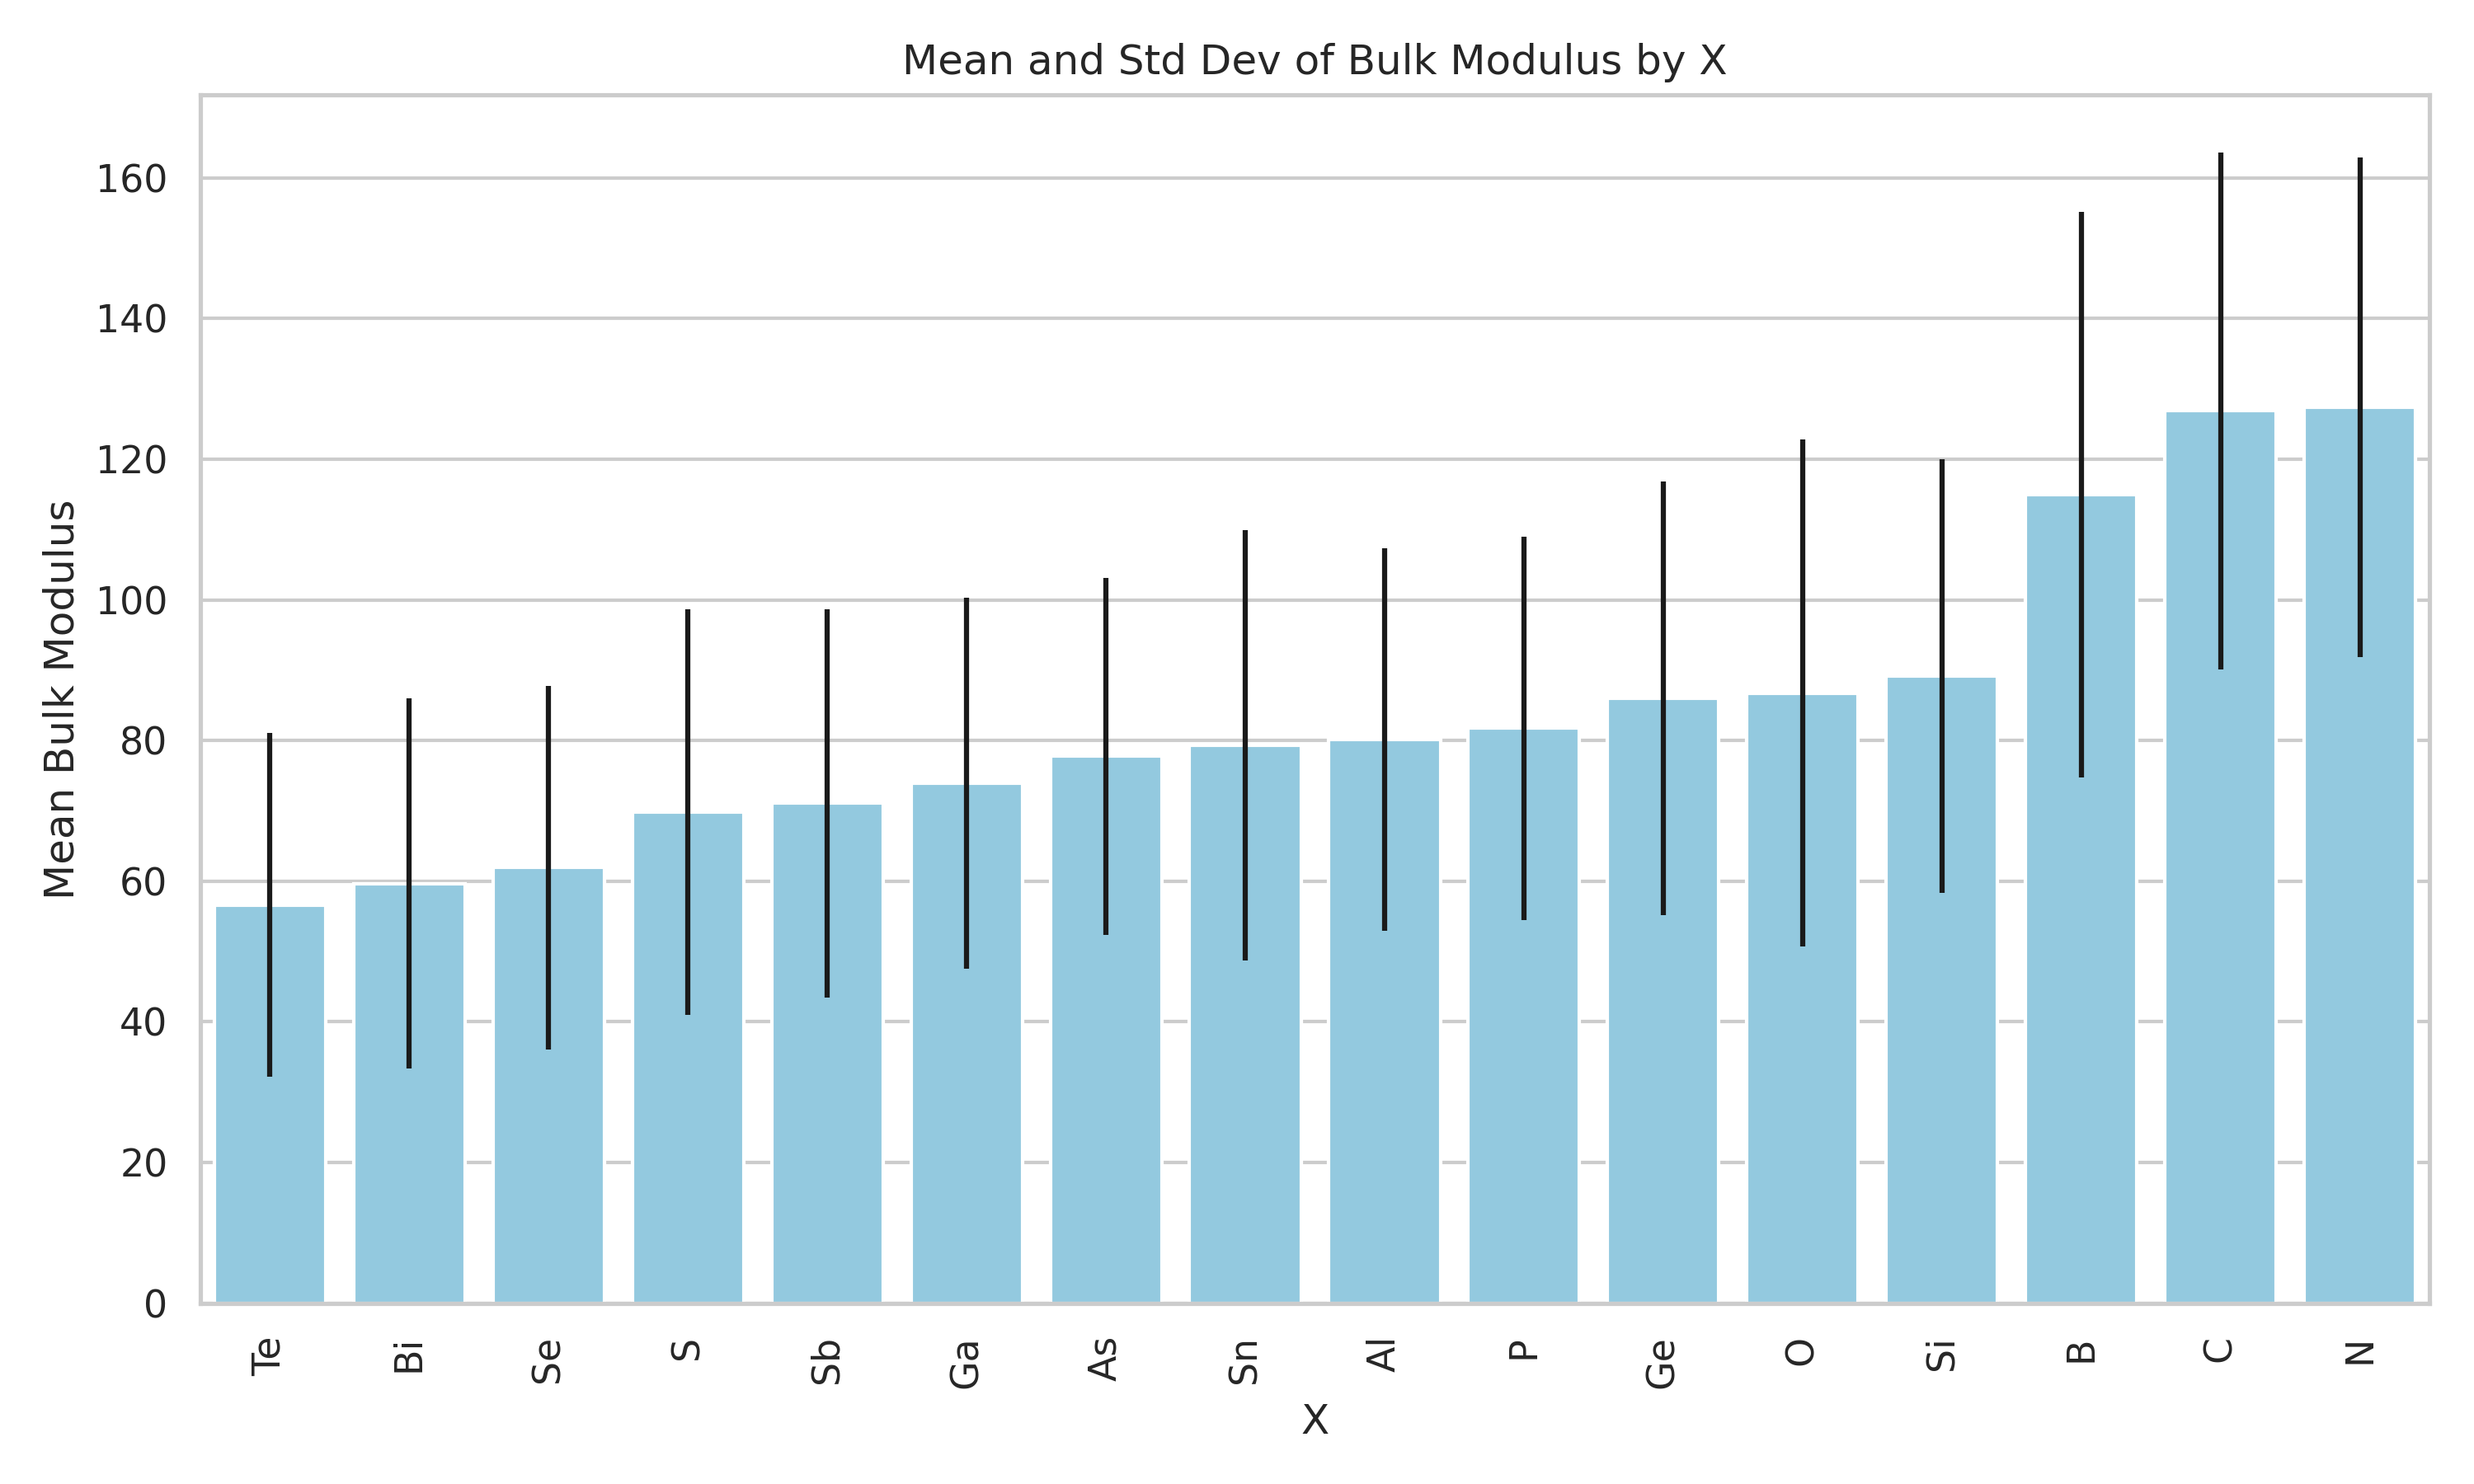 Mean and Std Dev of Bulk Modulus by X
Mean Bulk Modulus
160
140
120
100
80
60
40
20
0
Te
Bi
Se
S
Sb
Ga
As
Sn
Al
P
Ge
O
Si
B
C
N
X